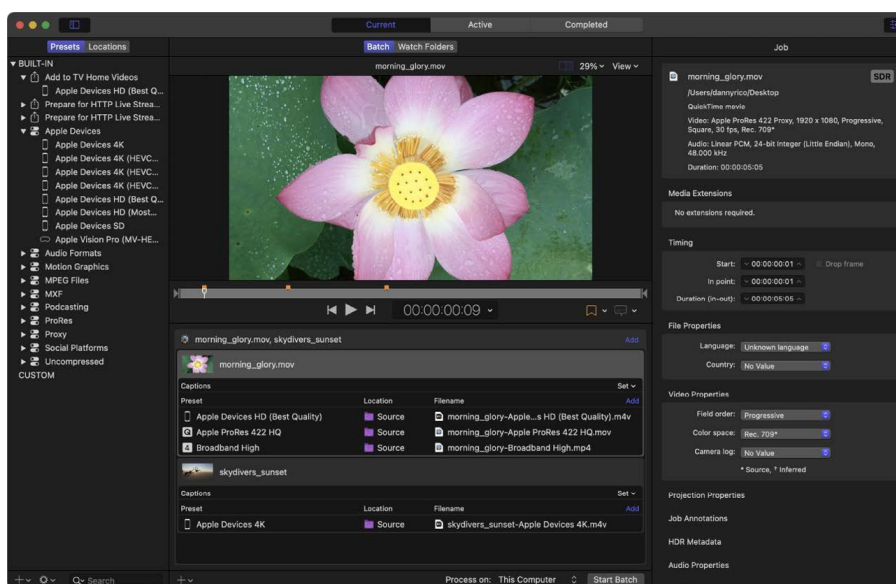 Current Active Completed
Presets Locations
BUILT-IN
Add to TV Home Videos
Apple Devices HD (Best Q...
Prepare for HTTP Live Strea...
Prepare for HTTP Live Strea...
Apple Devices
Apple Devices 4K
Apple Devices 4K (HEVC...
Apple Devices 4K (HEVC...
Apple Devices 4K (HEVC...
Apple Devices HD (Best Q...
Apple Devices HD (Most...
Apple Devices SD
Apple Vision Pro (MV-HE...
Audio Formats
Motion Graphics
MPEG Files
MXF
Podcasting
ProRes
Proxy
Social Platforms
Uncompressed
CUSTOM
Search
Batch Watch Folders
morning_glory.mov 29% View
00:00:00:09
morning_glory.mov, skydivers_sunset Add
morning_glory.mov
Captions Set
Preset Location Filename Add
Apple Devices HD (Best Quality) Source morning_glory-Apple...s HD (Best Quality).m4v
Apple ProRes 422 HQ Source morning_glory-Apple ProRes 422 HQ.mov
4 Broadband High Source morning_glory-Broadband High.mp4
skydivers_sunset
Captions Set
Preset Location Filename Add
Apple Devices 4K Source skydivers_sunset-Apple Devices 4K.m4v
Process on: This Computer Start Batch
Job
morning_glory.mov SDR
/Users/dannyrico/Desktop
QuickTime movie
Video: Apple ProRes 422 Proxy, 1920 x 1080, Progressive,
Square, 30 fps, Rec. 709*
Audio: Linear PCM, 24-bit Integer (Little Endian), Mono,
48.000 kHz
Duration: 00:00:05:05
Media Extensions
No extensions required.
Timing
Start: 00:00:00:01 Drop frame
In point: 00:00:00:01
Duration (in-out): 00:00:05:05
File Properties
Language: Unknown language
Country: No Value
Video Properties
Field order: Progressive
Color space: Rec. 709*
Camera log: No Value
* Source, † Inferred
Projection Properties
Job Annotations
HDR Metadata
Audio Properties